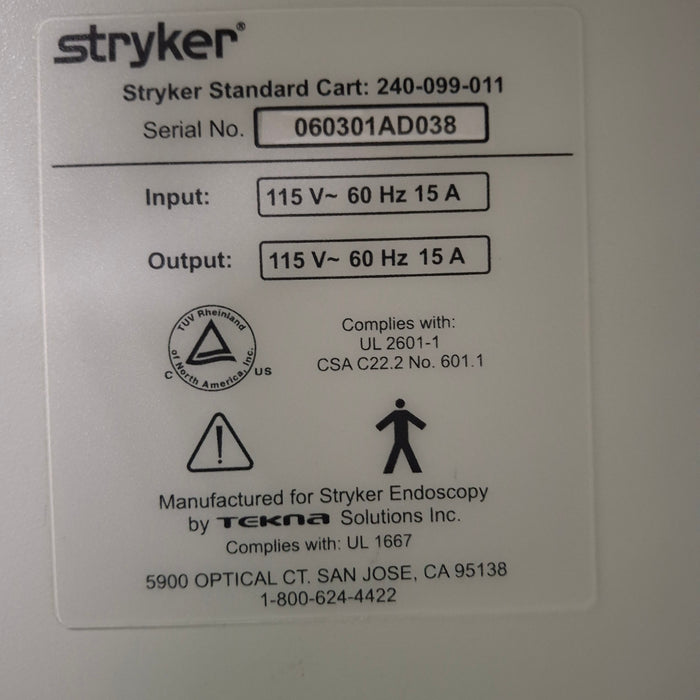 stryker®
Stryker Standard Cart: 240-099-011
Serial No. 060301AD038
Input: 115 V~ 60 Hz 15 A
Output: 115 V~ 60 Hz 15 A
TUV Rheinland
of North America, Inc.
C US
Complies with:
UL 2601-1
CSA C22.2 No. 601.1
!
Manufactured for Stryker Endoscopy
by TEKNA Solutions Inc.
Complies with: UL 1667
5900 OPTICAL CT. SAN JOSE, CA 95138
1-800-624-4422